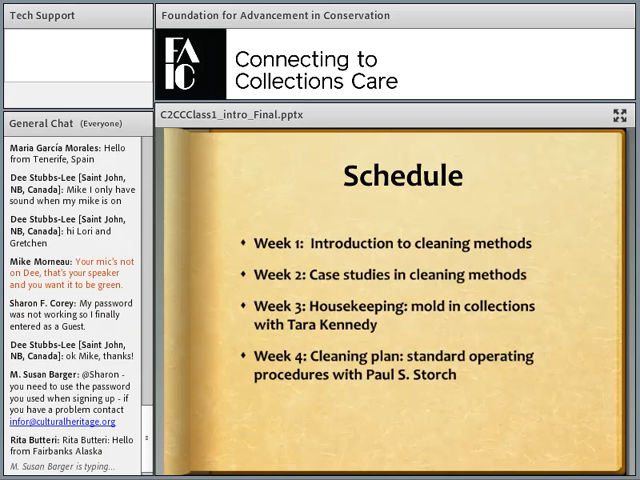 Tech Support
Foundation for Advancement in Conservation
FA
IC
Connecting to
Collections Care
General Chat (Everyone)
Maria García Morales: Hello
from Tenerife, Spain
Dee Stubbs-Lee [Saint John,
NB, Canada]: Mike I only have
sound when my mike is on
Dee Stubbs-Lee [Saint John,
NB, Canada]: hi Lori and
Gretchen
Mike Morneau: Your mic's not
on Dee, that's your speaker
and you want it to be green.
Sharon F. Corey: My password
was not working so I finally
entered as a Guest.
Dee Stubbs-Lee [Saint John,
NB, Canada]: ok Mike, thanks!
M. Susan Barger: @Sharon -
you need to use the password
you used when signing up - if
you have a problem contact
infor@culturalheritage.org
Rita Butteri: Rita Butteri: Hello
from Fairbanks Alaska
M. Susan Barger is typing...
C2CCClass1_intro_Final.pptx
Schedule
♦ Week 1: Introduction to cleaning methods
♦ Week 2: Case studies in cleaning methods
♦ Week 3: Housekeeping: mold in collections
with Tara Kennedy
♦ Week 4: Cleaning plan: standard operating
procedures with Paul S. Storch